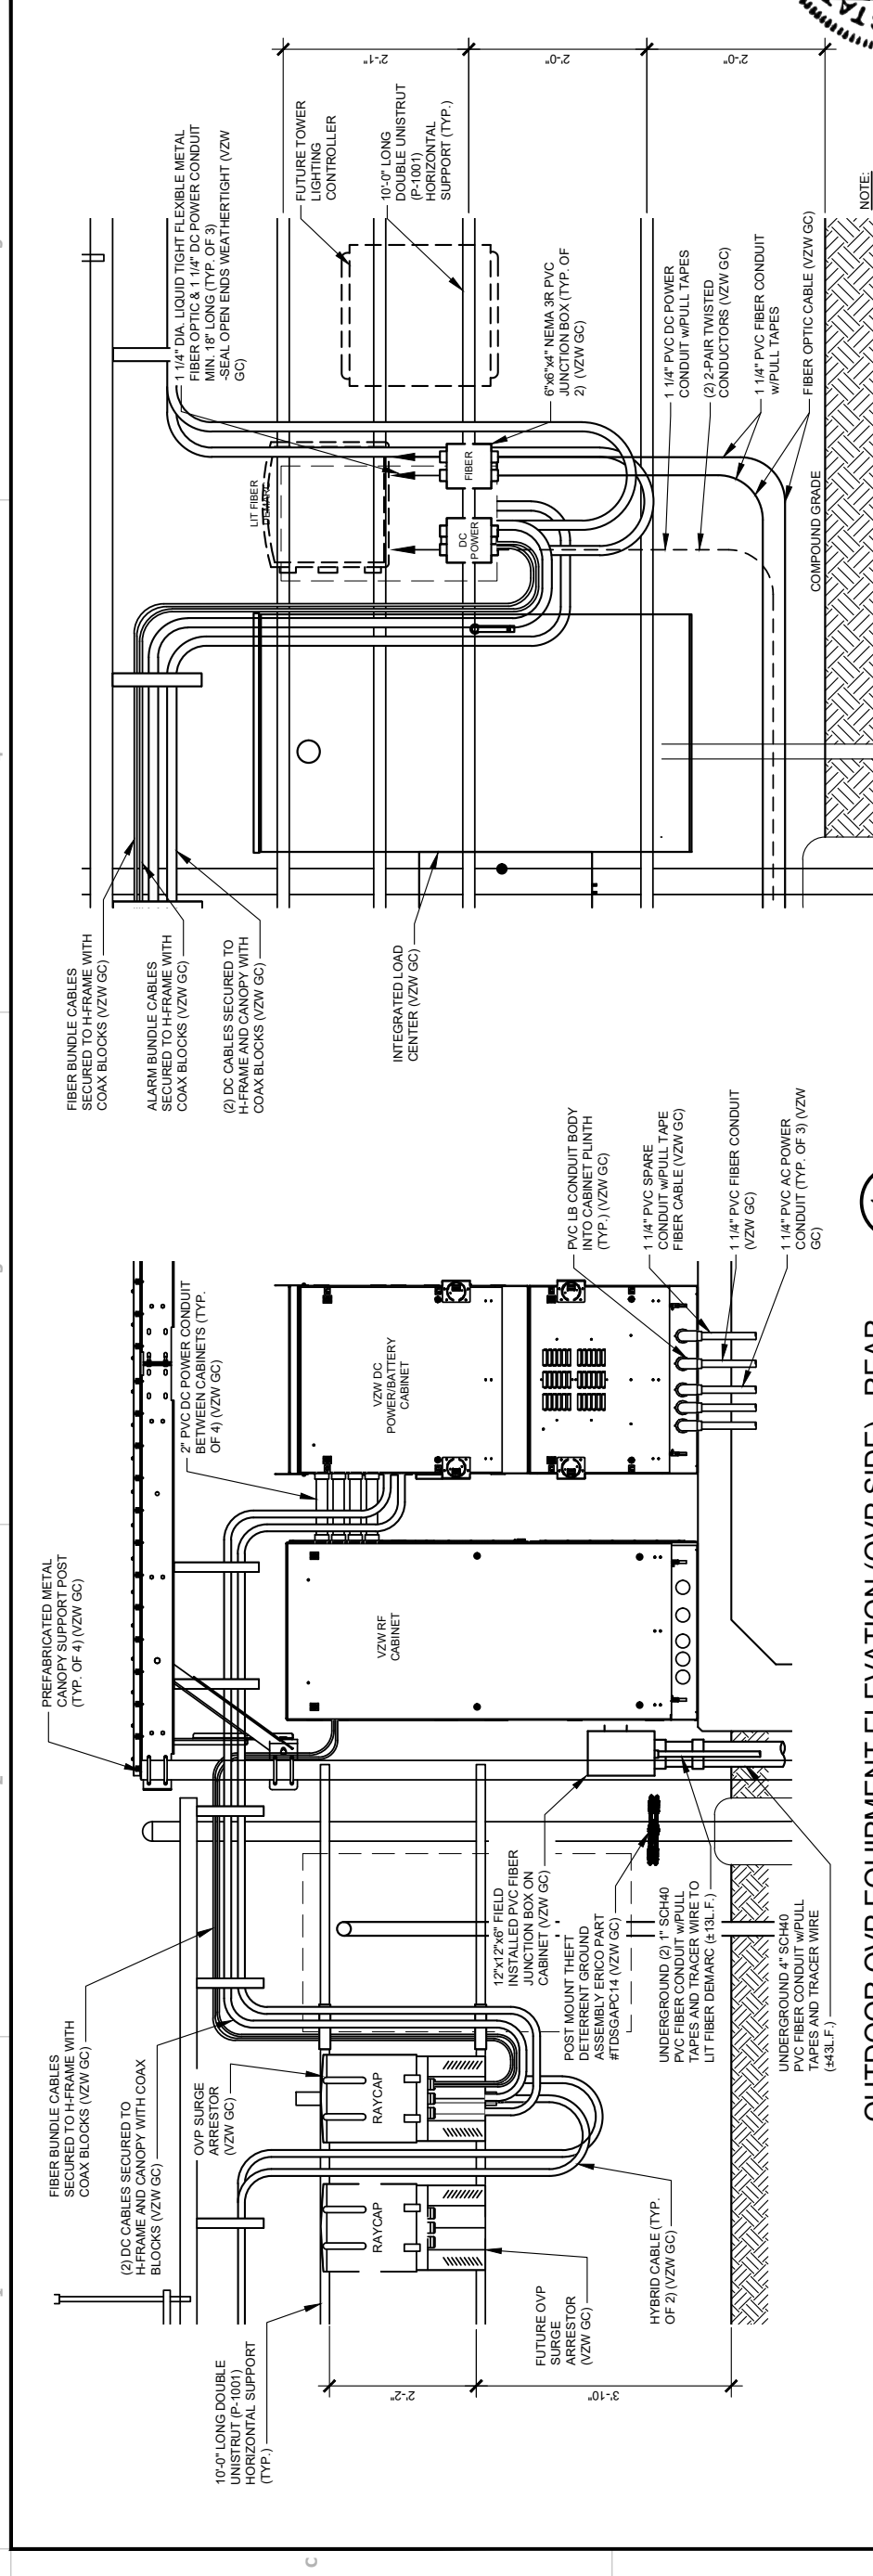 FIBER BUNDLE CABLES
SECURED TO H-FRAME WITH
COAX BLOCKS (VZW GC)
(2) DC CABLES SECURED TO
H-FRAME AND CANOPY WITH COAX
BLOCKS (VZW GC)
10'-0" LONG DOUBLE
UNISTRUT (P-1001)
HORIZONTAL SUPPORT
(TYP.)
OVP SURGE
ARRESTOR
(VZW GC)
RAYCAP
RAYCAP
2'-2"
3'-10"
FUTURE OVP
SURGE
ARRESTOR
(VZW GC)
HYBRID CABLE (TYP.
OF 2) (VZW GC)
PREFABRICATED METAL
CANOPY SUPPORT POST
(TYP. OF 4) (VZW GC)
2" PVC DC POWER CONDUIT
BETWEEN CABINETS (TYP.
OF 4) (VZW GC)
VZW RF
CABINET
VZW DC
POWER/BATTERY
CABINET
12"x12"x6" FIELD
INSTALLED PVC FIBER
JUNCTION BOX ON
CABINET (VZW GC)
POST MOUNT THEFT
DETERRENT GROUND
ASSEMBLY ERICO PART
#TDSGAPC14 (VZW GC)
UNDERGROUND (2) 1" SCH40
PVC FIBER CONDUIT w/PULL
TAPES AND TRACER WIRE TO
LIT FIBER DEMARC (±13L.F.)
UNDERGROUND 4" SCH40
PVC FIBER CONDUIT w/PULL
TAPES AND TRACER WIRE
(±43L.F.)
PVC LB CONDUIT BODY
INTO CABINET PLINTH
(TYP.) (VZW GC)
1 1/4" PVC SPARE
CONDUIT w/PULL TAPE
FIBER CABLE (VZW GC)
1 1/4" PVC FIBER CONDUIT
(VZW GC)
1 1/4" PVC AC POWER
CONDUIT (TYP. OF 3) (VZW
GC)
FIBER BUNDLE CABLES
SECURED TO H-FRAME WITH
COAX BLOCKS (VZW GC)
ALARM BUNDLE CABLES
SECURED TO H-FRAME WITH
COAX BLOCKS (VZW GC)
(2) DC CABLES SECURED TO
H-FRAME AND CANOPY WITH
COAX BLOCKS (VZW GC)
INTEGRATED LOAD
CENTER (VZW GC)
LIT FIBER
DEMARC
DC
POWER
FIBER
1 1/4" DIA. LIQUID TIGHT FLEXIBLE METAL
FIBER OPTIC & 1 1/4" DC POWER CONDUIT
MIN. 18" LONG (TYP. OF 3)
-SEAL OPEN ENDS WEATHERTIGHT (VZW
GC)
FUTURE TOWER
LIGHTING
CONTROLLER
10'-0" LONG
DOUBLE UNISTRUT
(P-1001)
HORIZONTAL
SUPPORT (TYP.)
6"x6"x4" NEMA 3R PVC
JUNCTION BOX (TYP. OF
2) (VZW GC)
1 1/4" PVC DC POWER
CONDUIT w/PULL TAPES
(2) 2-PAIR TWISTED
CONDUCTORS (VZW GC)
1 1/4" PVC FIBER CONDUIT
w/PULL TAPES
FIBER OPTIC CABLE (VZW GC)
COMPOUND GRADE
2'-1"
2'-0"
2'-0"
NOTE:
OUTDOOR OVP EQUIPMENT ELEVATION (OVP SIDE) - REAR
C